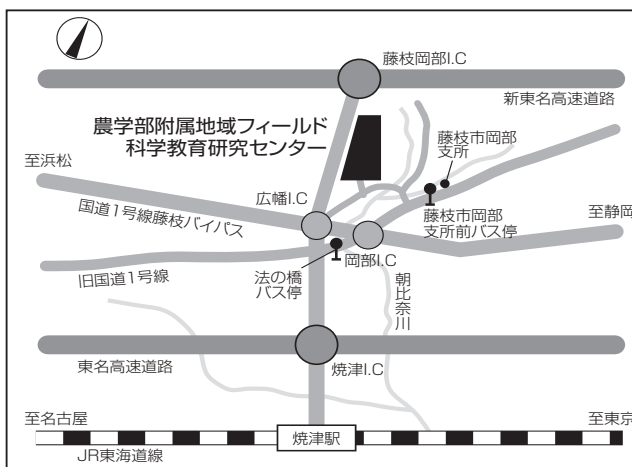 藤枝岡部I.C
新東名高速道路
農学部附属地域フィールド
科学教育研究センター
藤枝市岡部
支所
至浜松
広幡I.C
国道1号線藤枝バイパス
藤枝市岡部
支所前バス停
至静岡
旧国道1号線
法の橋
バス停
岡部I.C
朝比奈川
東名高速道路
焼津I.C
至名古屋
至東京
焼津駅
JR東海道線